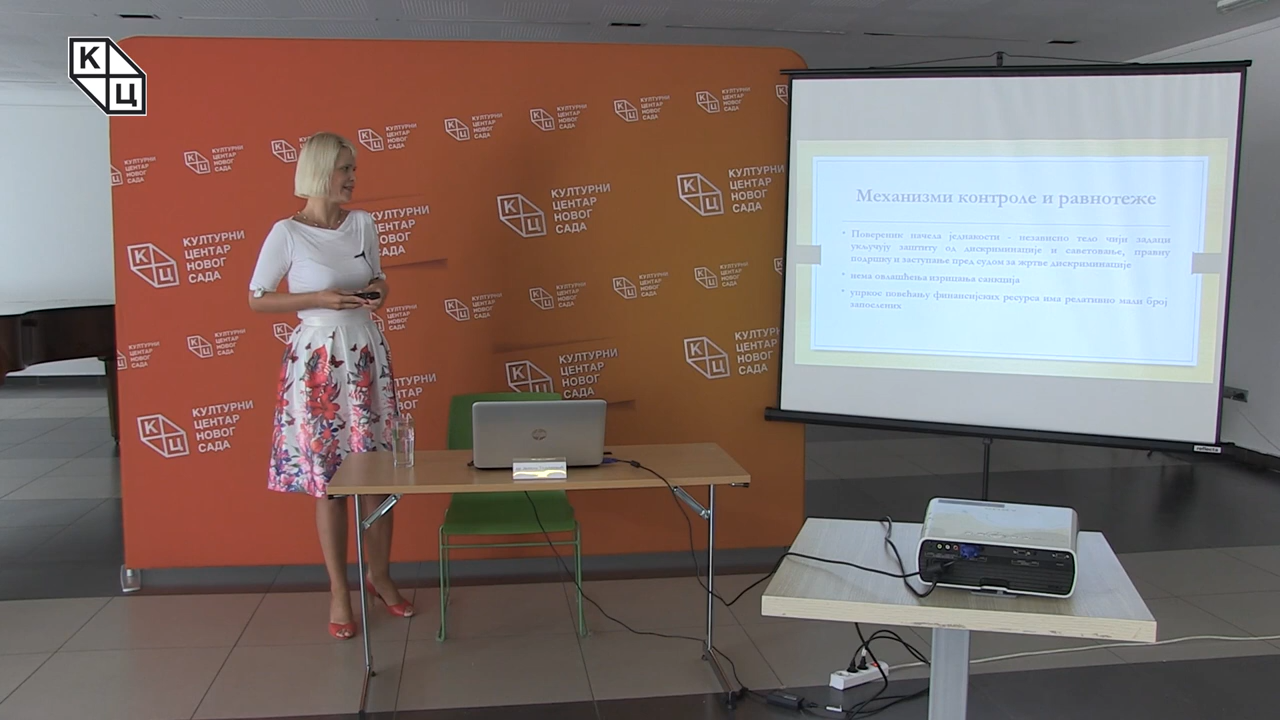 КЦ
КУЛТУРНИ
ЦЕНТАР
НОВОГ
САДА
Механизми контроле и равнотеже
Повереник начела једнакости - независно тело чији задаци
укључују заштиту од дискриминације и саветовање, правну
подршку и заступање пред судом за жртве дискриминације
нема овлашћења изрицања санкција
упркос повећању финансијских ресурса има релативно мали број
запослених
reflecta